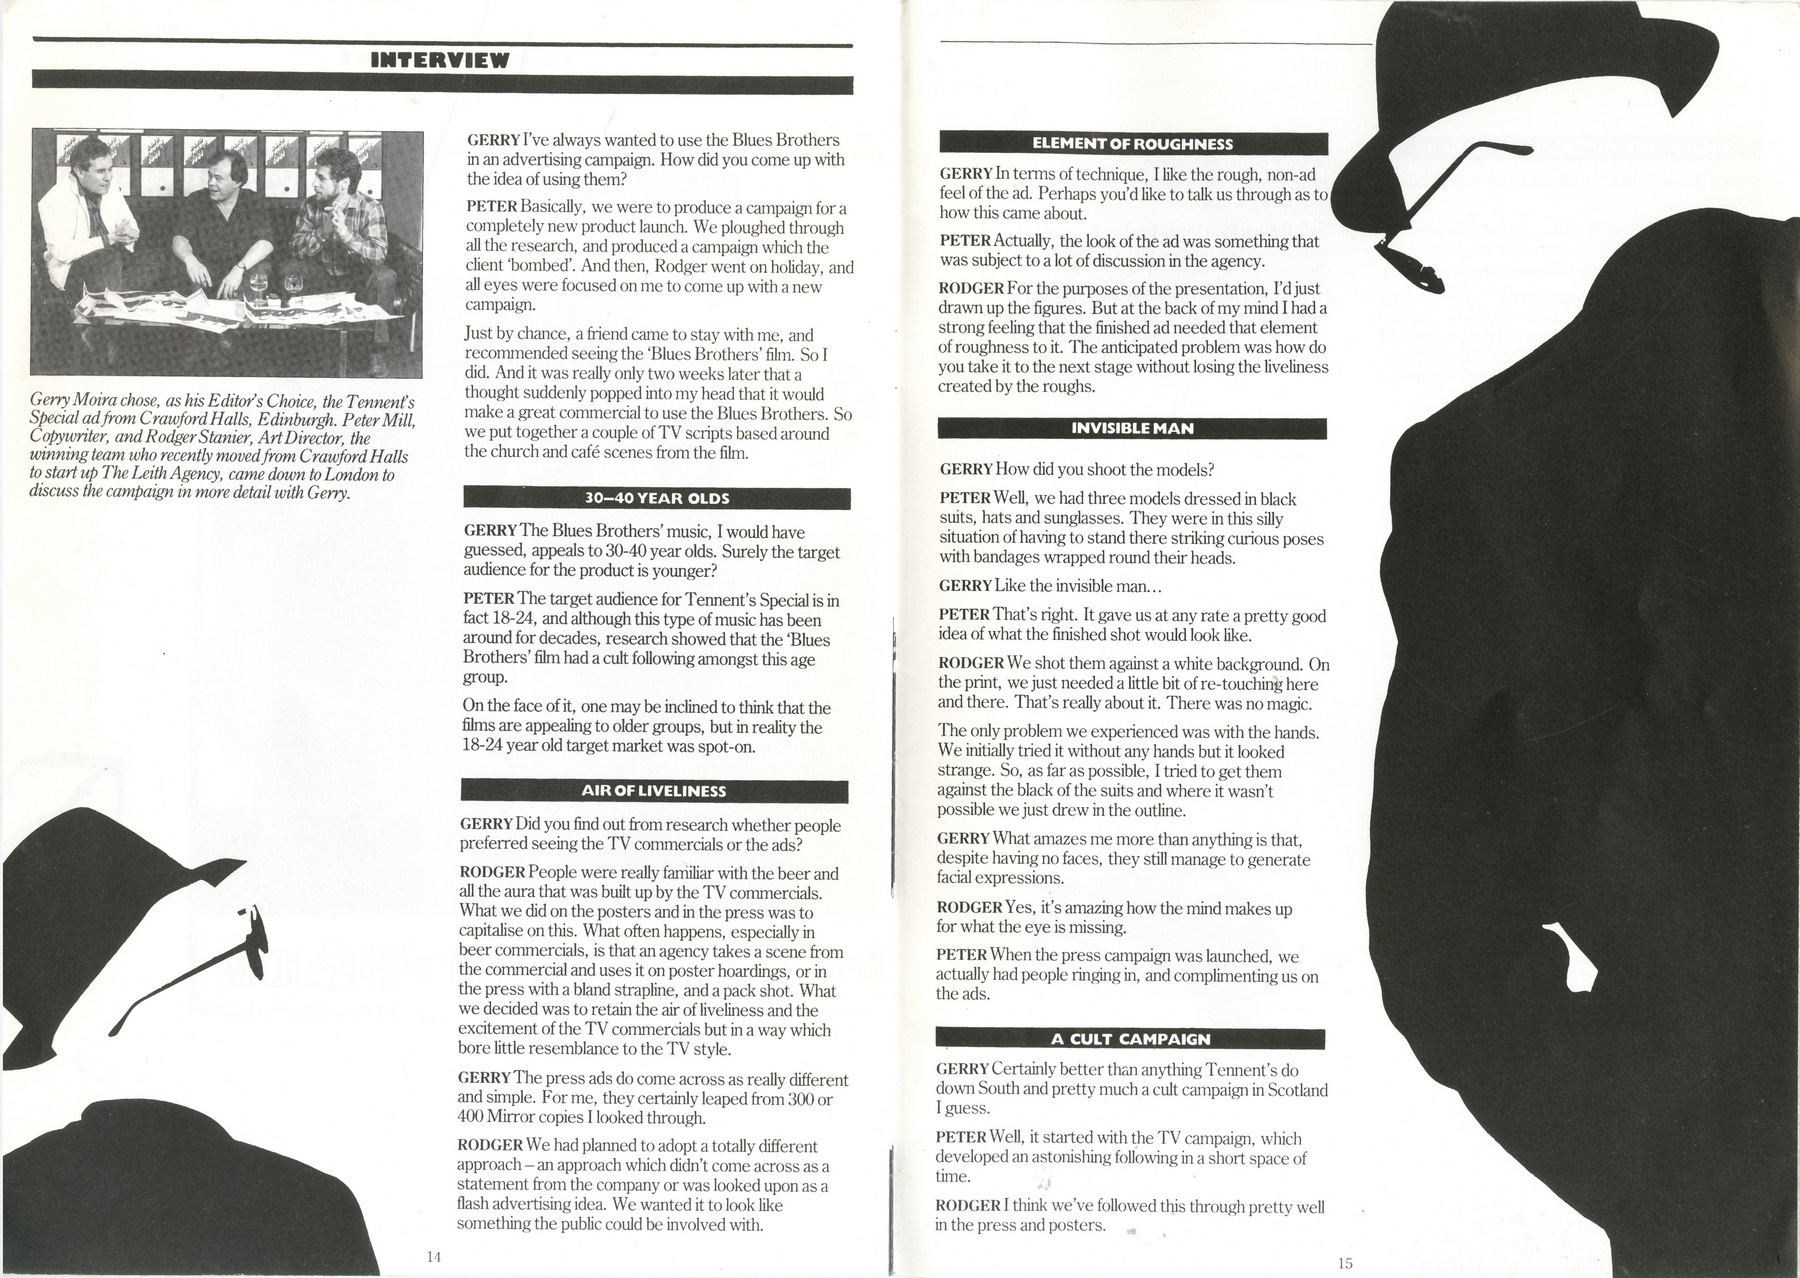 INTERVIEW
Gerry Moira chose, as his Editor's Choice, the Tennent's
Special ad from Crawford Halls, Edinburgh. Peter Mill,
Copywriter, and Rodger Stanier, Art Director, the
winning team who recently moved from Crawford Halls
to start up The Leith Agency, came down to London to
discuss the campaign in more detail with Gerry.
GERRY I've always wanted to use the Blues Brothers
in an advertising campaign. How did you come up with
the idea of using them?
PETER Basically, we were to produce a campaign for a
completely new product launch. We ploughed through
all the research, and produced a campaign which the
client 'bombed'. And then, Rodger went on holiday, and
all eyes were focused on me to come up with a new
campaign.
Just by chance, a friend came to stay with me, and
recommended seeing the 'Blues Brothers' film. So I
did. And it was really only two weeks later that a
thought suddenly popped into my head that it would
make a great commercial to use the Blues Brothers. So
we put together a couple of TV scripts based around
the church and café scenes from the film.
30–40 YEAR OLDS
GERRY The Blues Brothers' music, I would have
guessed, appeals to 30-40 year olds. Surely the target
audience for the product is younger?
PETER The target audience for Tennent's Special is in
fact 18-24, and although this type of music has been
around for decades, research showed that the 'Blues
Brothers' film had a cult following amongst this age
group.
On the face of it, one may be inclined to think that the
films are appealing to older groups, but in reality the
18-24 year old target market was spot-on.
AIR OF LIVELINESS
GERRY Did you find out from research whether people
preferred seeing the TV commercials or the ads?
RODGER People were really familiar with the beer and
all the aura that was built up by the TV commercials.
What we did on the posters and in the press was to
capitalise on this. What often happens, especially in
beer commercials, is that an agency takes a scene from
the commercial and uses it on poster hoardings, or in
the press with a bland strapline, and a pack shot. What
we decided was to retain the air of liveliness and the
excitement of the TV commercials but in a way which
bore little resemblance to the TV style.
GERRY The press ads do come across as really different
and simple. For me, they certainly leaped from 300 or
400 Mirror copies I looked through.
RODGER We had planned to adopt a totally different
approach – an approach which didn't come across as a
statement from the company or was looked upon as a
flash advertising idea. We wanted it to look like
something the public could be involved with.
14
ELEMENT OF ROUGHNESS
GERRY In terms of technique, I like the rough, non-ad
feel of the ad. Perhaps you'd like to talk us through as to
how this came about.
PETER Actually, the look of the ad was something that
was subject to a lot of discussion in the agency.
RODGER For the purposes of the presentation, I'd just
drawn up the figures. But at the back of my mind I had a
strong feeling that the finished ad needed that element
of roughness to it. The anticipated problem was how do
you take it to the next stage without losing the liveliness
created by the roughs.
INVISIBLE MAN
GERRY How did you shoot the models?
PETER Well, we had three models dressed in black
suits, hats and sunglasses. They were in this silly
situation of having to stand there striking curious poses
with bandages wrapped round their heads.
GERRY Like the invisible man...
PETER That's right. It gave us at any rate a pretty good
idea of what the finished shot would look like.
RODGER We shot them against a white background. On
the print, we just needed a little bit of re-touching here
and there. That's really about it. There was no magic.
The only problem we experienced was with the hands.
We initially tried it without any hands but it looked
strange. So, as far as possible, I tried to get them
against the black of the suits and where it wasn't
possible we just drew in the outline.
GERRY What amazes me more than anything is that,
despite having no faces, they still manage to generate
facial expressions.
RODGER Yes, it's amazing how the mind makes up
for what the eye is missing.
PETER When the press campaign was launched, we
actually had people ringing in, and complimenting us on
the ads.
A CULT CAMPAIGN
GERRY Certainly better than anything Tennent's do
down South and pretty much a cult campaign in Scotland
I guess.
PETER Well, it started with the TV campaign, which
developed an astonishing following in a short space of
time.
RODGER I think we've followed this through pretty well
in the press and posters.
15